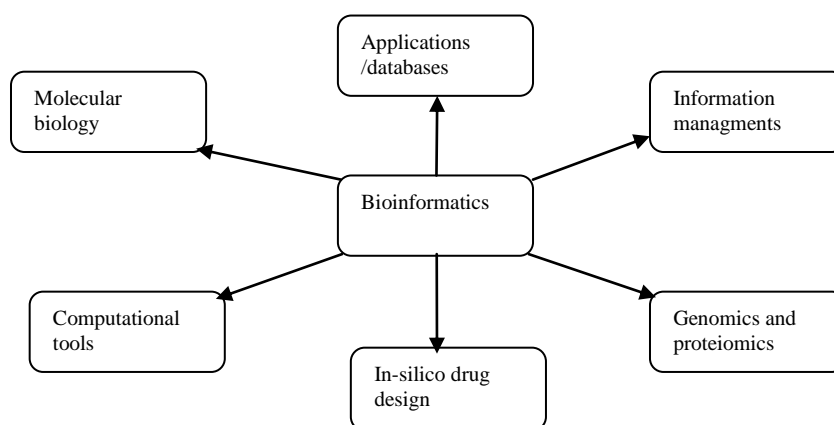 Applications
/databases
Molecular
biology
Information
managments
Bioinformatics
Computational
tools
In-silico drug
design
Genomics and
proteiomics